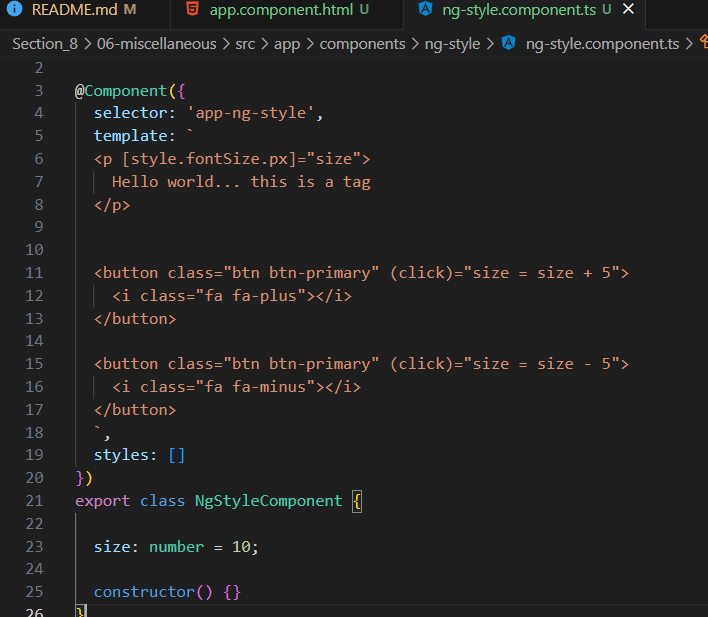 README.md M app.component.html U ng-style.component.ts U
Section_8 > 06-miscellaneous > src > app > components > ng-style > ng-style.component.ts >
2
3 @Component({
4   selector: 'app-ng-style',
5   template: `
6   <p [style.fontSize.px]="size">
7     Hello world... this is a tag
8   </p>
9
10
11   <button class="btn btn-primary" (click)="size = size + 5">
12     <i class="fa fa-plus"></i>
13   </button>
14
15   <button class="btn btn-primary" (click)="size = size - 5">
16     <i class="fa fa-minus"></i>
17   </button>
18   `,
19   styles: []
20 })
21 export class NgStyleComponent {
22
23   size: number = 10;
24
25   constructor() {}
26 }